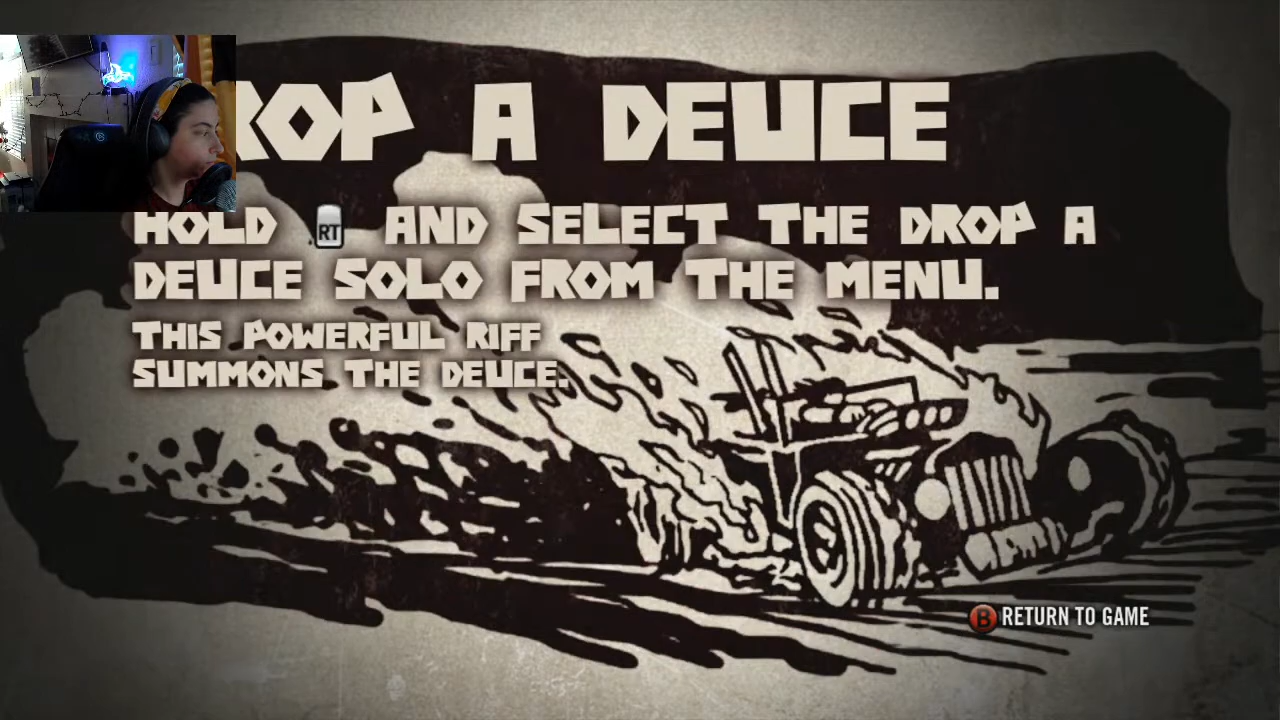 ROP A DEUCE
HOLD RT AND SELECT THE DROP A
DEUCE SOLO FROM THE MENU.
THIS POWERFUL RIFF
SUMMONS THE DEUCE.
B RETURN TO GAME